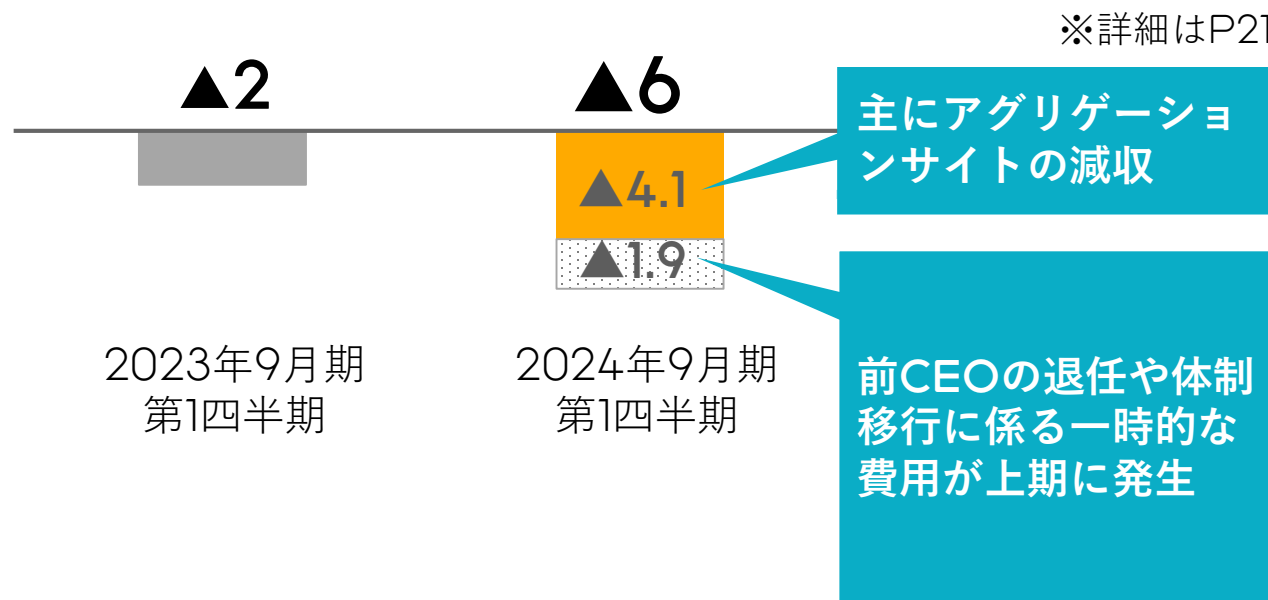 ※詳細はP21
▲2
▲6
主にアグリゲーショ
ンサイトの減収
▲4.1
▲1.9
2023年9月期
第1四半期
2024年9月期
第1四半期
前CEOの退任や体制
移行に係る一時的な
費用が上期に発生